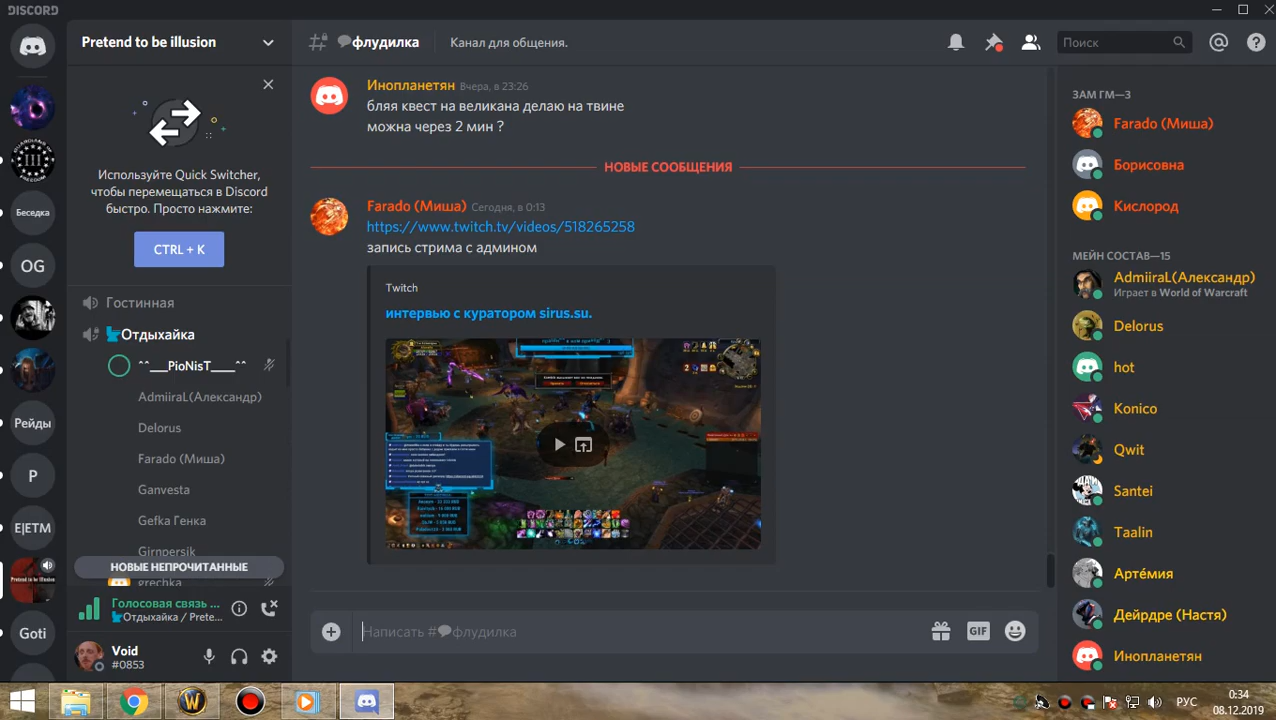 DISCORD
Pretend to be illusion
флудилка
Канал для общения.
Поиск
Используйте Quick Switcher,
чтобы перемещаться в Discord
быстро. Просто нажмите:
CTRL + K
Гостинная
Отдыхайка
^^___PioNisT____^^
AdmiiraL(Александр)
Delorus
Farado (Миша)
Ganvesta
Gefka Генка
Girnpersik
НОВЫЕ НЕПРОЧИТАННЫЕ
grechka
Голосовая связь ...
Отдыхайка / Prete...
Void
#0853
Беседка
III
OG
Рейды
P
E|ETM
Pretend to be illusion
Goti
Инопланетян Вчера, в 23:26
бляя квест на великана делаю на твине
можна через 2 мин ?
НОВЫЕ СООБЩЕНИЯ
Farado (Миша) Сегодня, в 0:13
https://www.twitch.tv/videos/518265258
запись стрима с админом
Twitch
интервью с куратором sirus.su.
Написать #флудилка
GIF
ЗАМ ГМ—3
Farado (Миша)
Борисовна
Кислород
МЕЙН СОСТАВ—15
AdmiiraL(Александр)
Играет в World of Warcraft
Delorus
hot
Konico
Qwit
Santei
Taalin
Артéмия
Дейрдре (Настя)
Инопланетян
РУС
0:34
08.12.2019